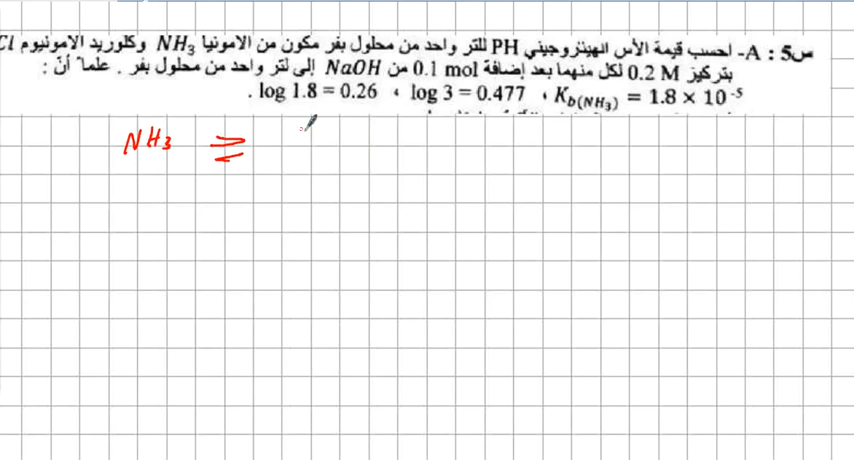 س5 : A- احسب قيمة الأس الهيدروجيني PH للتر واحد من محلول بفر مكون من الامونيا NH₃ وكلوريد الامونيوم Cl
بتركيز 0.2 M لكل منهما بعد إضافة 0.1 mol من NaOH إلى لتر واحد من محلول بفر . علما أنّ :
. log 1.8 = 0.26 ، log 3 = 0.477 ، K_b(NH₃) = 1.8 × 10⁻⁵
NH₃ ⇌